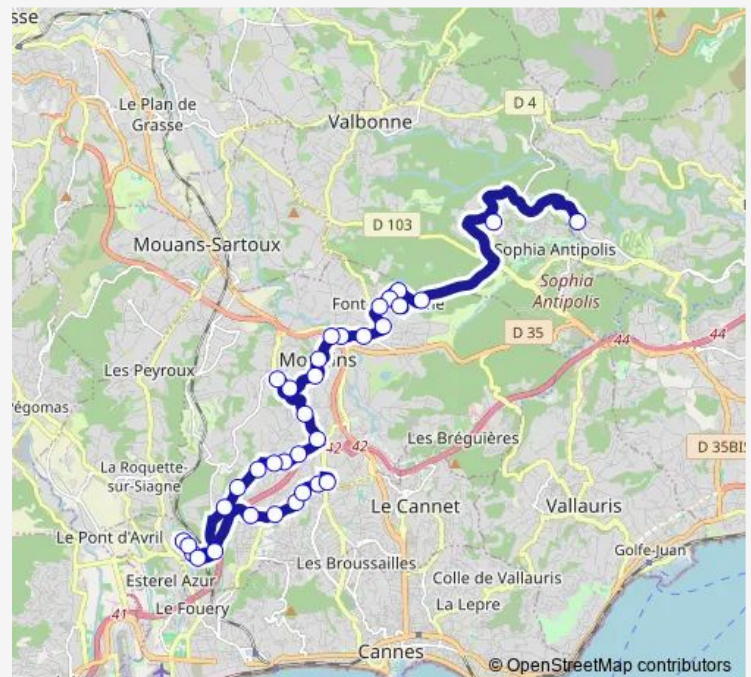 sse
Le Plan de
Grasse
D 4
Valbonne
D 103
Mouans-Sartoux
Sophia Antipolis
Sophia
Antipolis
Font
ne
D 35
44
44
Les Peyroux
Pégomas
42
42
Les Bréguières
D 35BIS
La Roquette-
sur-Siagne
Le Cannet
Vallauris
Le Pont d'Avril
Golfe-Juan
Les Broussailles
Esterel Azur
Colle de Vallauris
La Lepre
Le Fouery
41
Cannes
© OpenStreetMap contributors